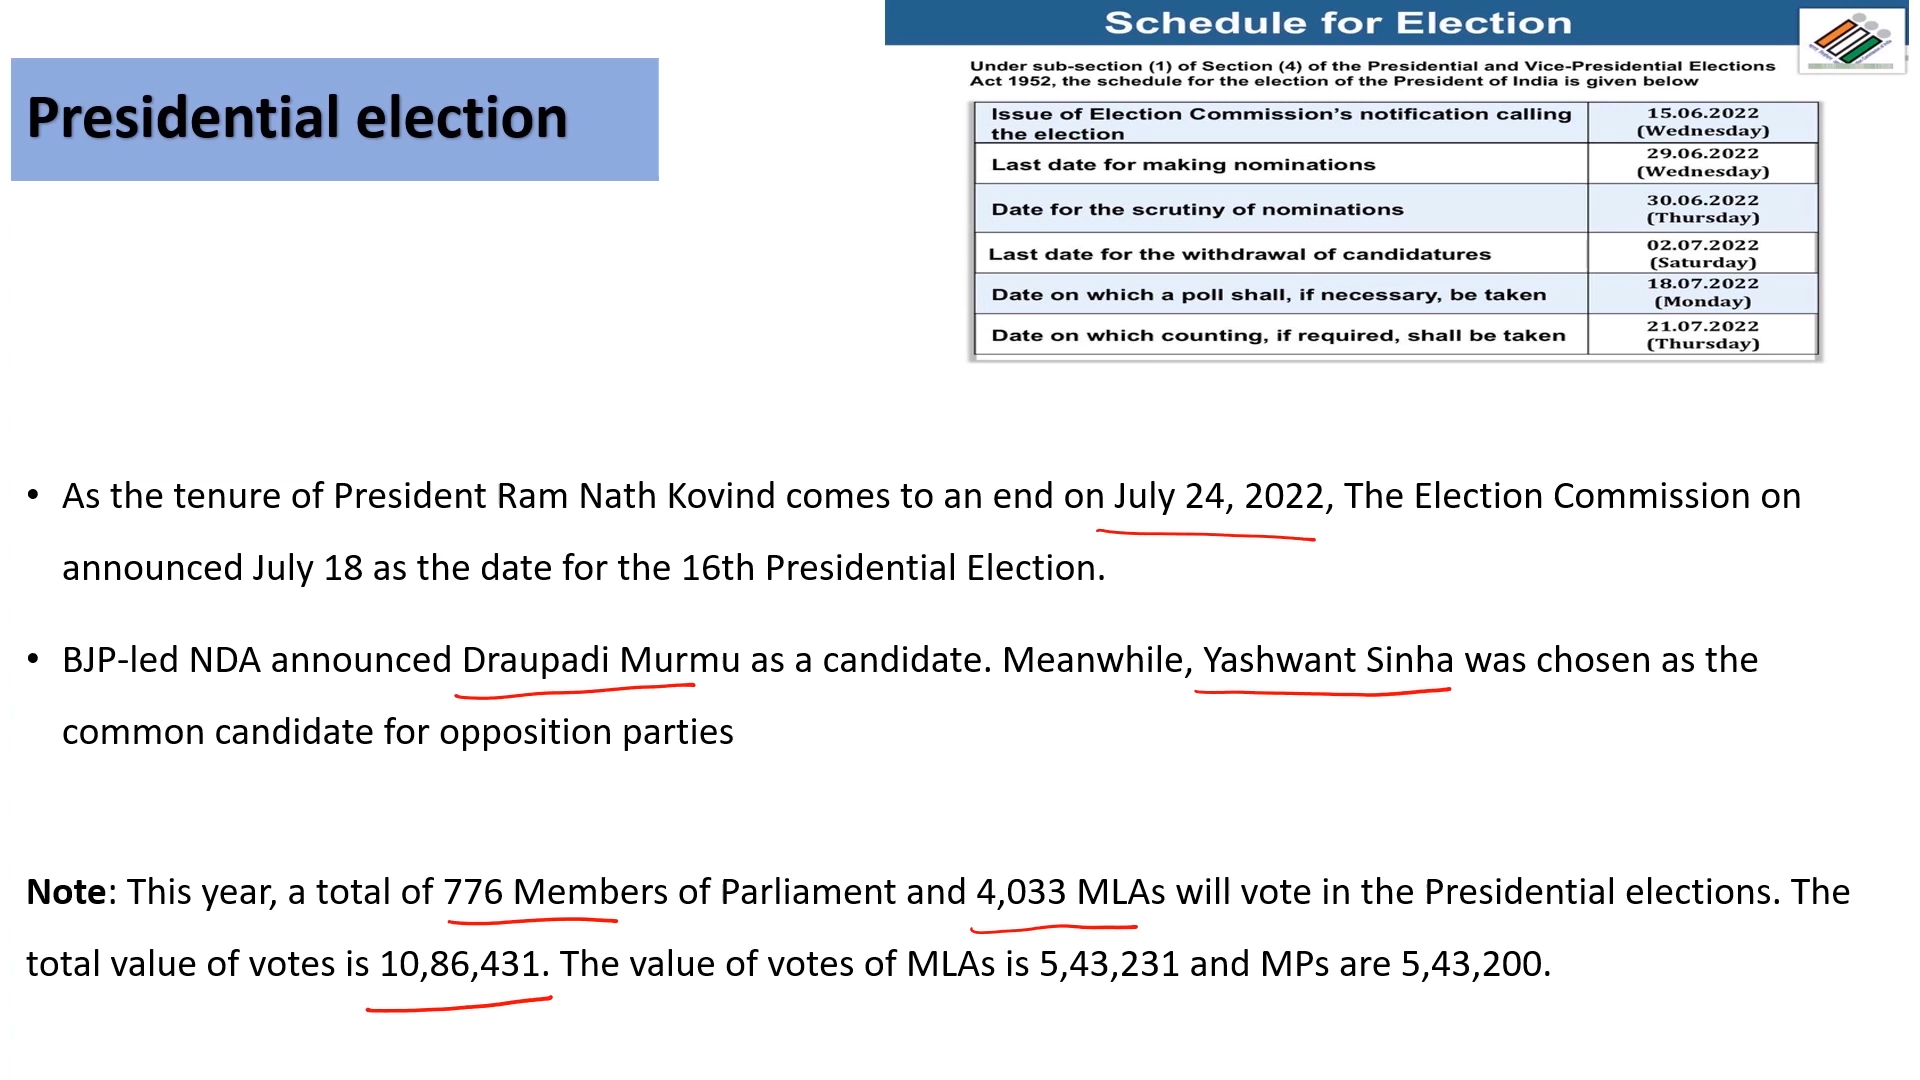 Schedule for Election
Presidential election
Under sub-section (1) of Section (4) of the Presidential and Vice-Presidential Elections
Act 1952, the schedule for the election of the President of India is given below
Issue of Election Commission's notification calling
the election
15.06.2022
(Wednesday)
Last date for making nominations
29.06.2022
(Wednesday)
Date for the scrutiny of nominations
30.06.2022
(Thursday)
Last date for the withdrawal of candidatures
02.07.2022
(Saturday)
Date on which a poll shall, if necessary, be taken
18.07.2022
(Monday)
Date on which counting, if required, shall be taken
21.07.2022
(Thursday)
• As the tenure of President Ram Nath Kovind comes to an end on July 24, 2022, The Election Commission on
announced July 18 as the date for the 16th Presidential Election.
• BJP-led NDA announced Draupadi Murmu as a candidate. Meanwhile, Yashwant Sinha was chosen as the
common candidate for opposition parties
Note: This year, a total of 776 Members of Parliament and 4,033 MLAs will vote in the Presidential elections. The
total value of votes is 10,86,431. The value of votes of MLAs is 5,43,231 and MPs are 5,43,200.